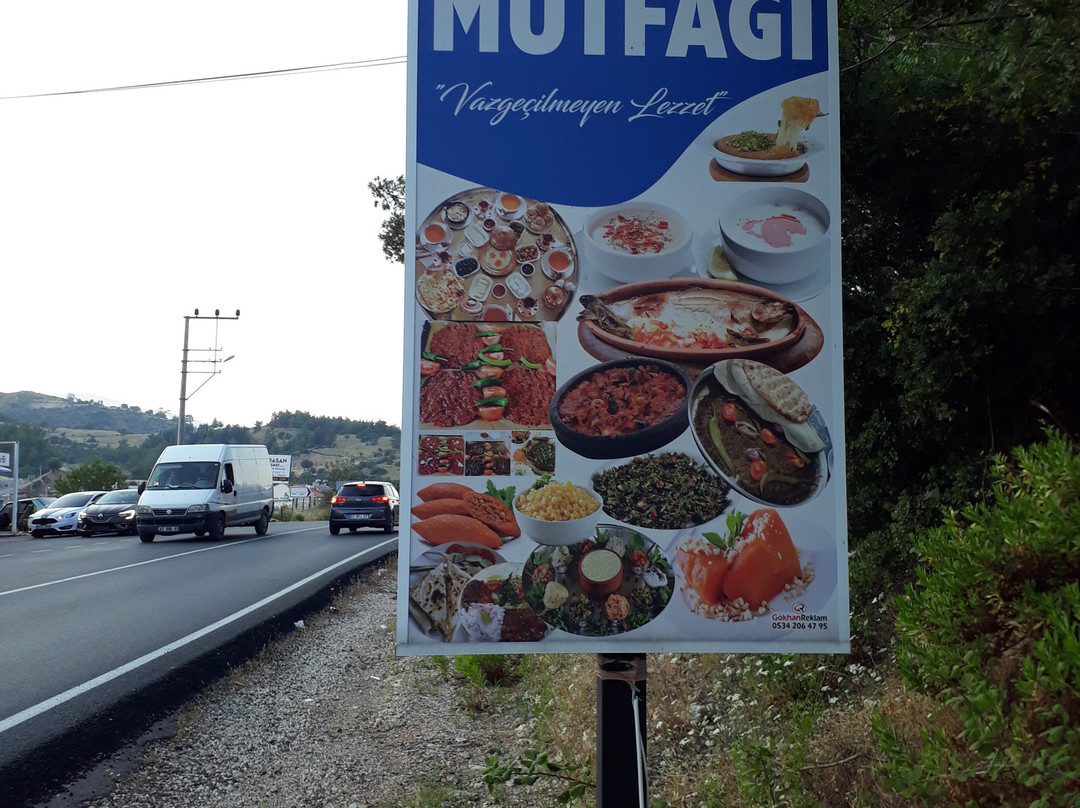 MUTFAĞI
"Vazgeçilmeyen Lezzet"
GökhanReklam
0534 206 47 95